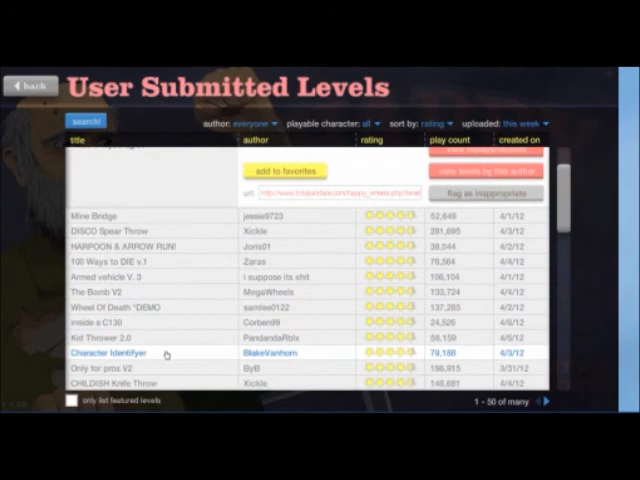 back
User Submitted Levels
search!
author: everyone playable character: all sort by: rating uploaded: this week
title author rating play count created on
add to favorites view levels by this author
url: flag as inappropriate
Mine Bridge jessie9723 52,649 4/1/12
DISCO Spear Throw Xickle 281,695 4/3/12
HARPOON & ARROW RUN! Joris01 38,044 4/2/12
100 Ways to DIE v.1 Zaras 76,564 4/4/12
Armed vehicle V. 3 i suppose its shit 106,104 4/1/12
The Bomb V2 MegaWheels 133,724 4/4/12
Wheel Of Death *DEMO samlee0122 137,265 4/2/12
inside a C130 Corben99 24,526 4/6/12
Kid Thrower 2.0 PandandaRblx 58,159 4/5/12
Character Identifyer BlakeVanhorn 79,188 4/3/12
Only for pros V2 ByB 186,915 3/31/12
CHILDISH Knife Throw Xickle 148,681 4/4/12
only list featured levels 1 - 50 of many